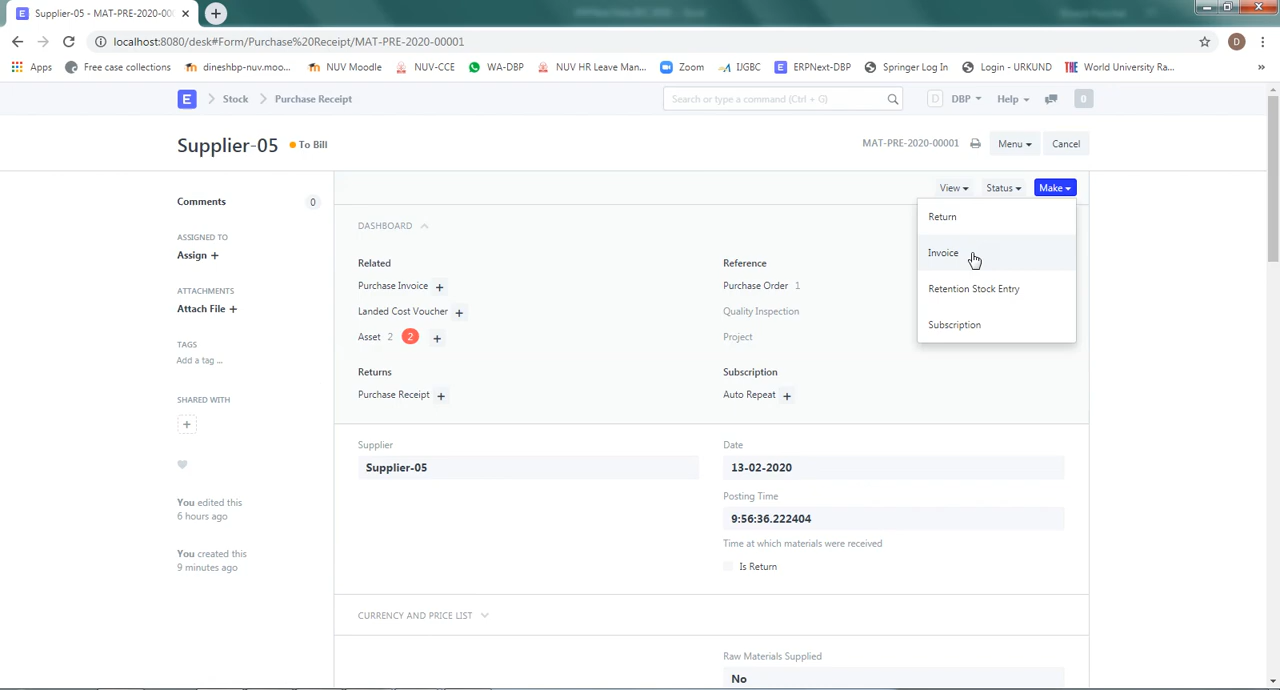 Supplier-05 - MAT-PRE-2020-000
localhost:8080/desk#Form/Purchase%20Receipt/MAT-PRE-2020-00001
D
Apps Free case collections dineshbp-nuv.moo... NUV Moodle NUV-CCE WA-DBP NUV HR Leave Man... Zoom IJGBC ERPNext-DBP Springer Log In Login - URKUND World University Ra... »
E Stock Purchase Receipt Search or type a command (Ctrl + G) D DBP Help 0
Supplier-05 To Bill MAT-PRE-2020-00001 Menu Cancel
View Status Make
Return
Invoice
Retention Stock Entry
Subscription
Comments 0
ASSIGNED TO
Assign +
ATTACHMENTS
Attach File +
TAGS
Add a tag ...
SHARED WITH
+
You edited this
6 hours ago
You created this
9 minutes ago
DASHBOARD
Related
Purchase Invoice +
Landed Cost Voucher +
Asset 2 2 +
Returns
Purchase Receipt +
Reference
Purchase Order 1
Quality Inspection
Project
Subscription
Auto Repeat +
Supplier
Supplier-05
Date
13-02-2020
Posting Time
9:56:36.222404
Time at which materials were received
Is Return
CURRENCY AND PRICE LIST
Raw Materials Supplied
No